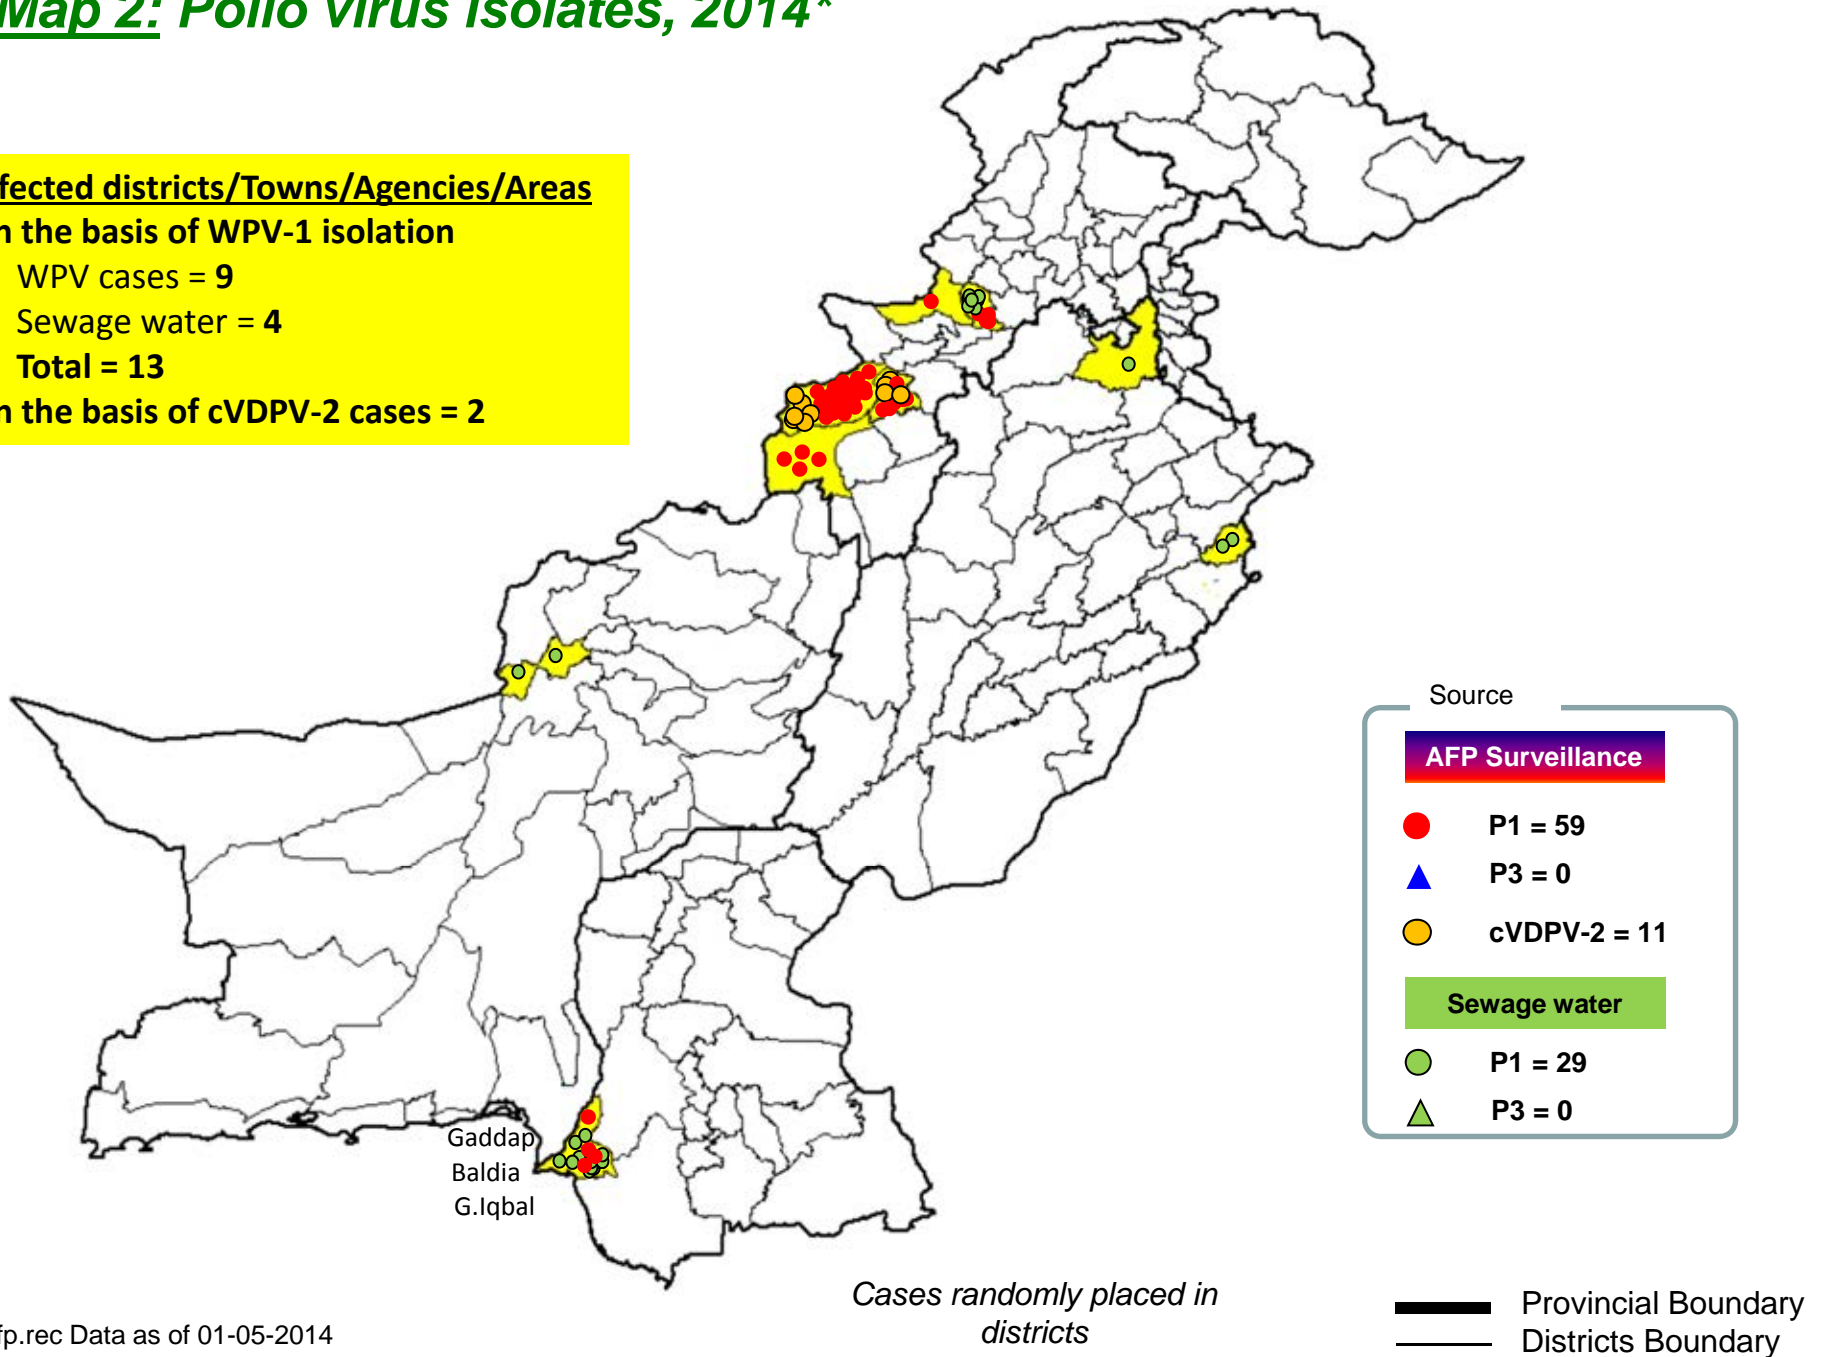 Map 2: Polio virus Isolates, 2014*
fected districts/Towns/Agencies/Areas
n the basis of WPV-1 isolation
WPV cases = 9
Sewage water = 4
Total = 13
n the basis of cVDPV-2 cases = 2
Source
AFP Surveillance
P1 = 59
P3 = 0
cVDPV-2 = 11
Sewage water
P1 = 29
P3 = 0
Gaddap
Baldia
G.Iqbal
Cases randomly placed in
districts
Provincial Boundary
Districts Boundary
fp.rec Data as of 01-05-2014